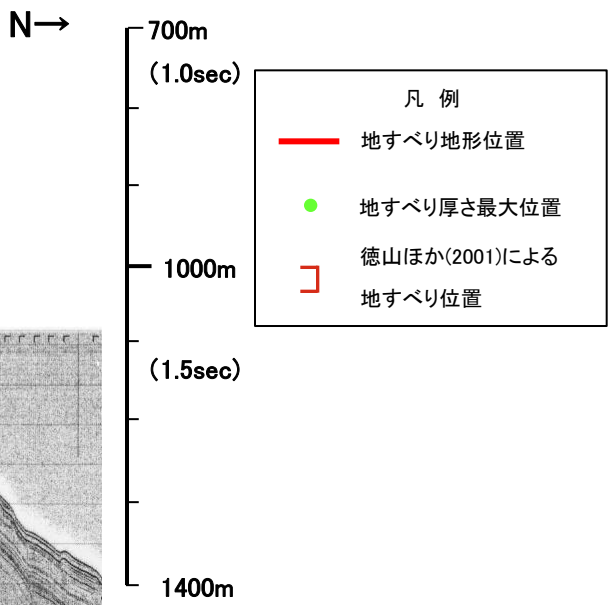 N→
700m
(1.0sec)
凡 例
地すべり地形位置
地すべり厚さ最大位置
徳山ほか(2001)による
地すべり位置
1000m
(1.5sec)
1400m